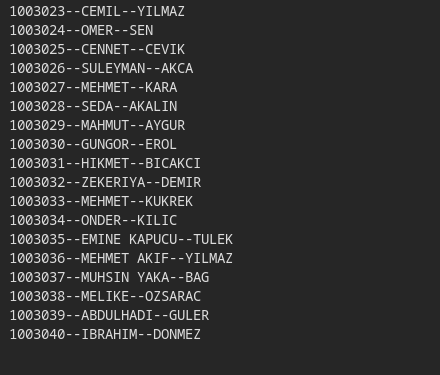 1003023--CEMIL--YILMAZ
1003024--OMER--SEN
1003025--CENNET--CEVIK
1003026--SULEYMAN--AKCA
1003027--MEHMET--KARA
1003028--SEDA--AKALIN
1003029--MAHMUT--AYGUR
1003030--GUNGOR--EROL
1003031--HIKMET--BICAKCI
1003032--ZEKERIYA--DEMIR
1003033--MEHMET--KUKREK
1003034--ONDER--KILIC
1003035--EMINE KAPUCU--TULEK
1003036--MEHMET AKIF--YILMAZ
1003037--MUHSIN YAKA--BAG
1003038--MELIKE--OZSARAC
1003039--ABDULHADI--GULER
1003040--IBRAHIM--DONMEZ